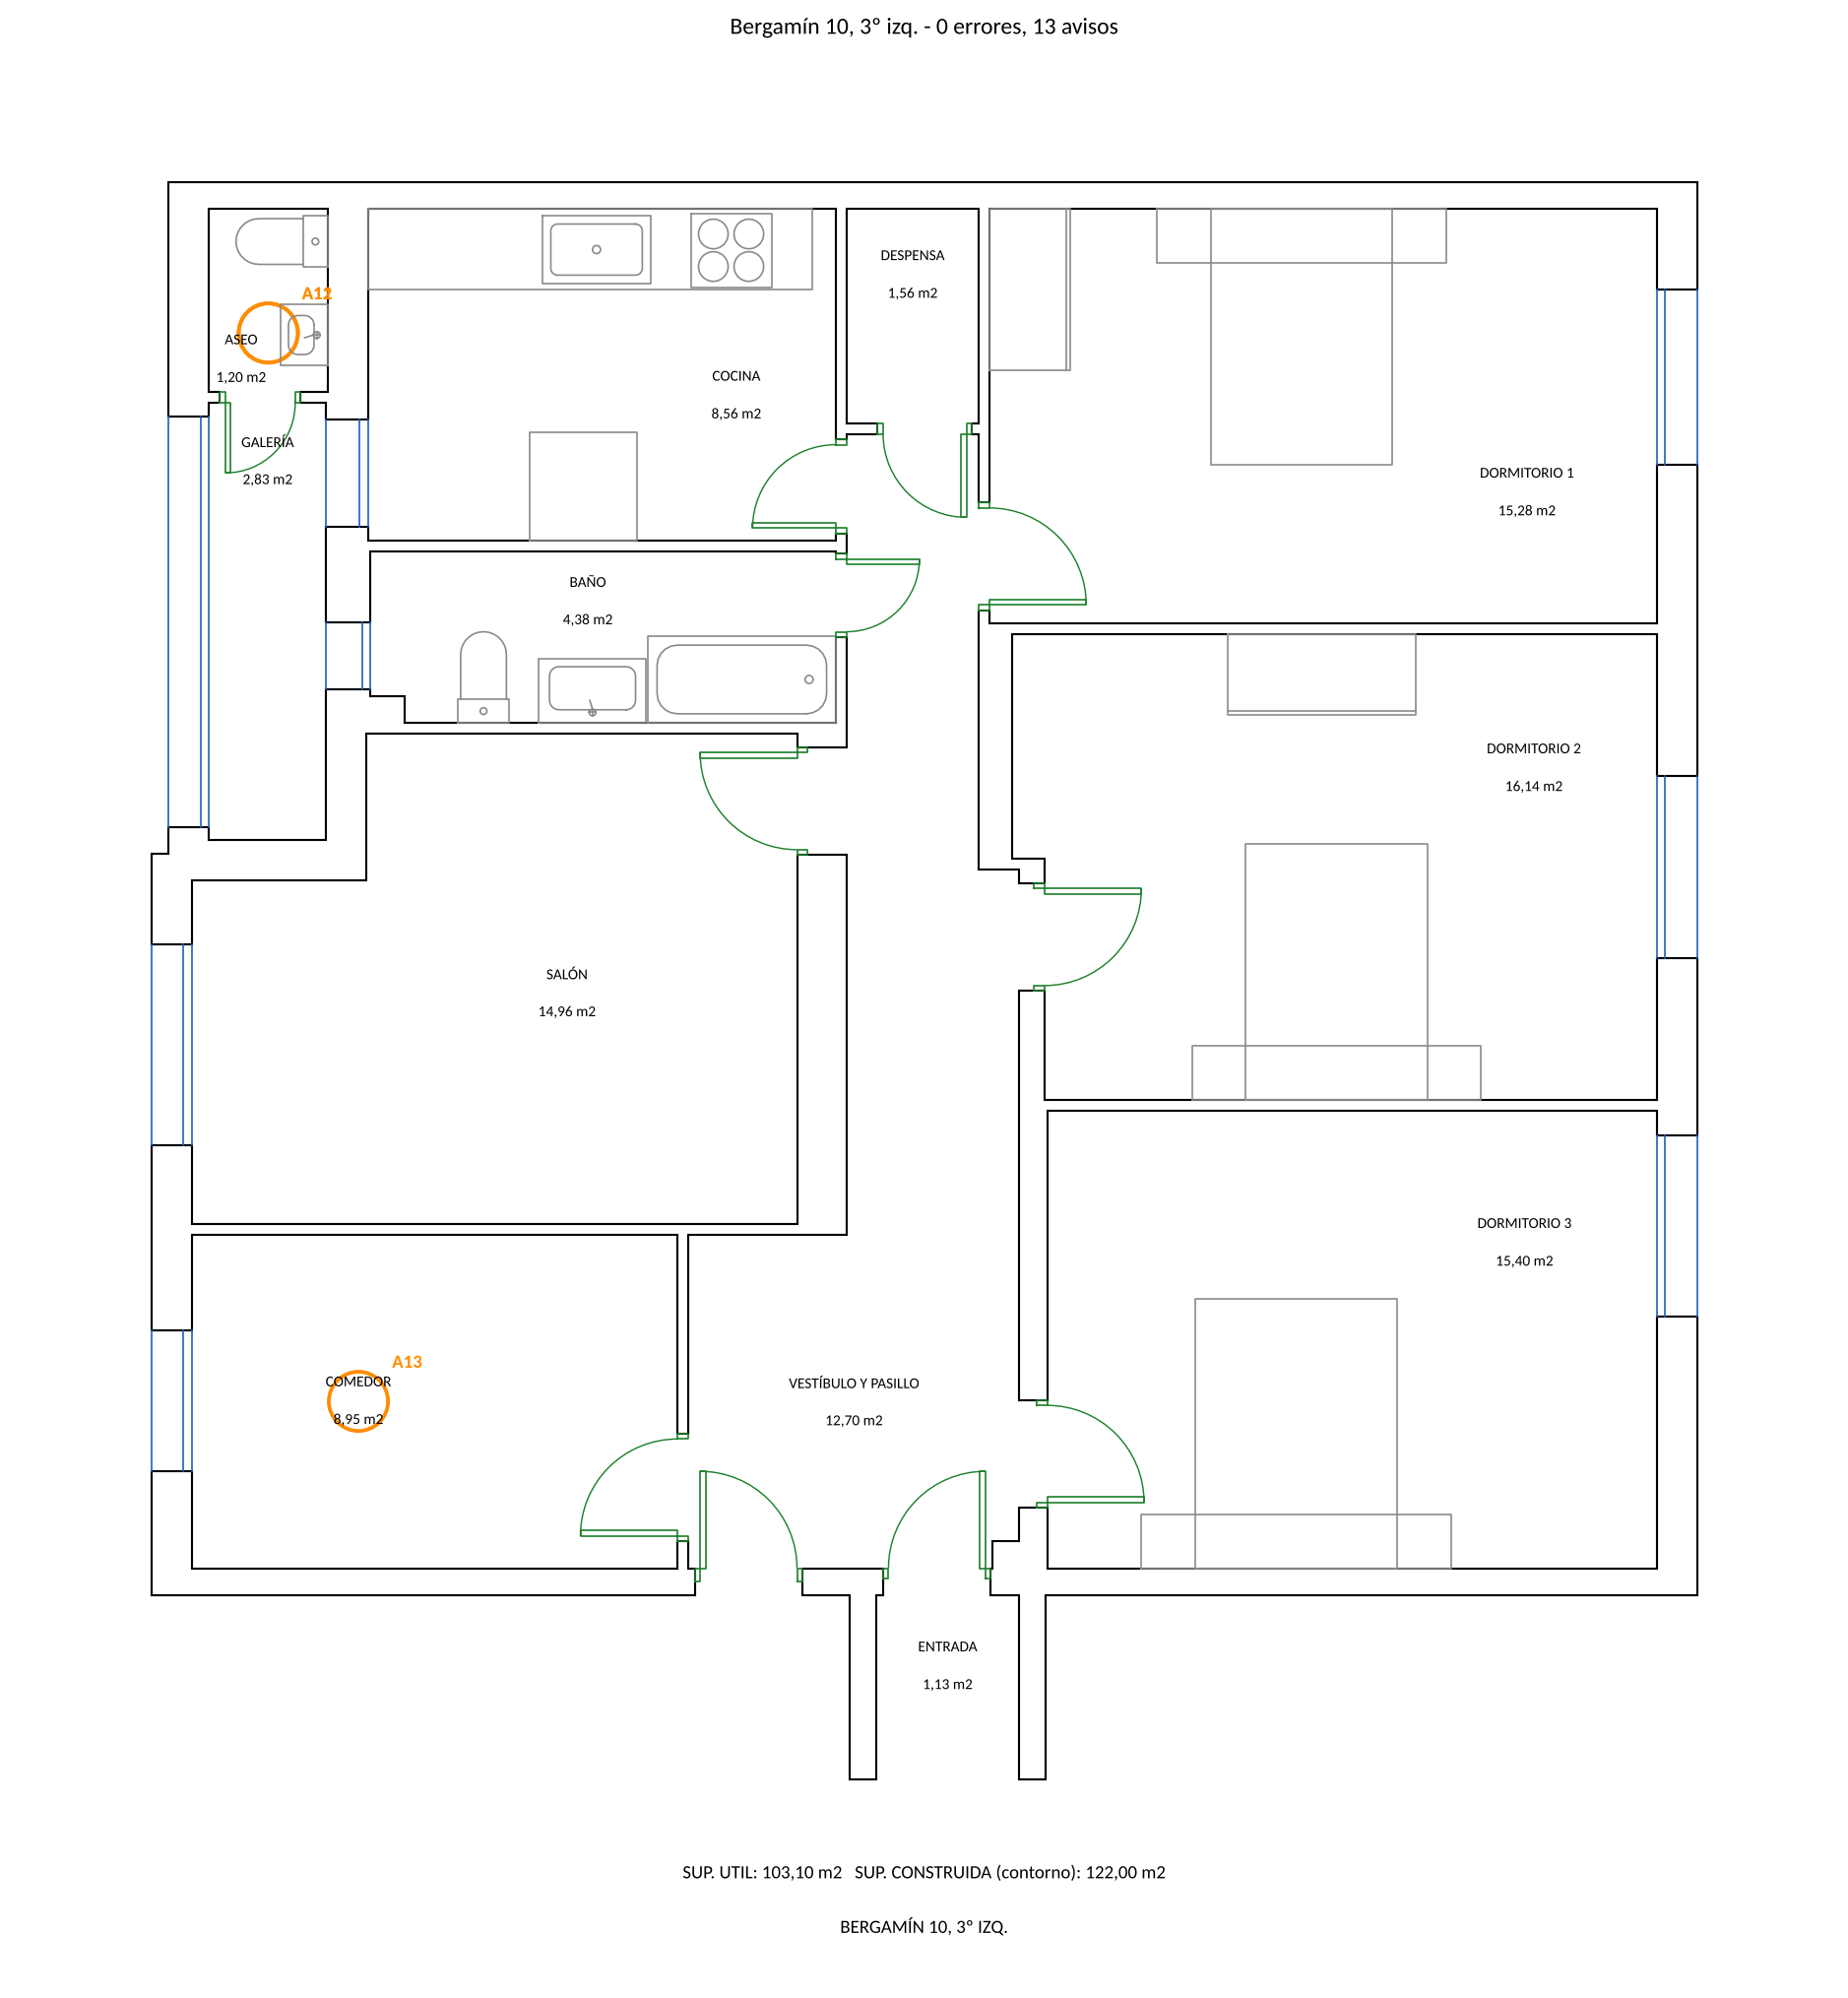 Bergamín 10, 3º izq. - 0 errores, 13 avisos
DESPENSA
1,56 m2
A12
ASEO
1,20 m2
COCINA
8,56 m2
GALERÍA
2,83 m2
DORMITORIO 1
15,28 m2
BAÑO
4,38 m2
DORMITORIO 2
16,14 m2
SALÓN
14,96 m2
DORMITORIO 3
15,40 m2
A13
COMEDOR
8,95 m2
VESTÍBULO Y PASILLO
12,70 m2
ENTRADA
1,13 m2
SUP. UTIL: 103,10 m2 SUP. CONSTRUIDA (contorno): 122,00 m2
BERGAMÍN 10, 3º IZQ.